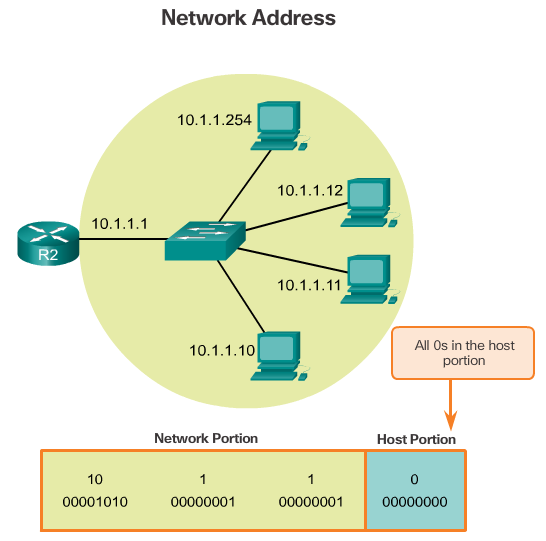 Network Address
10.1.1.254
10.1.1.12
10.1.1.1
R2
10.1.1.11
10.1.1.10
All 0s in the host
portion
Network Portion
Host Portion
10 1 1 0
00001010 00000001 00000001 00000000